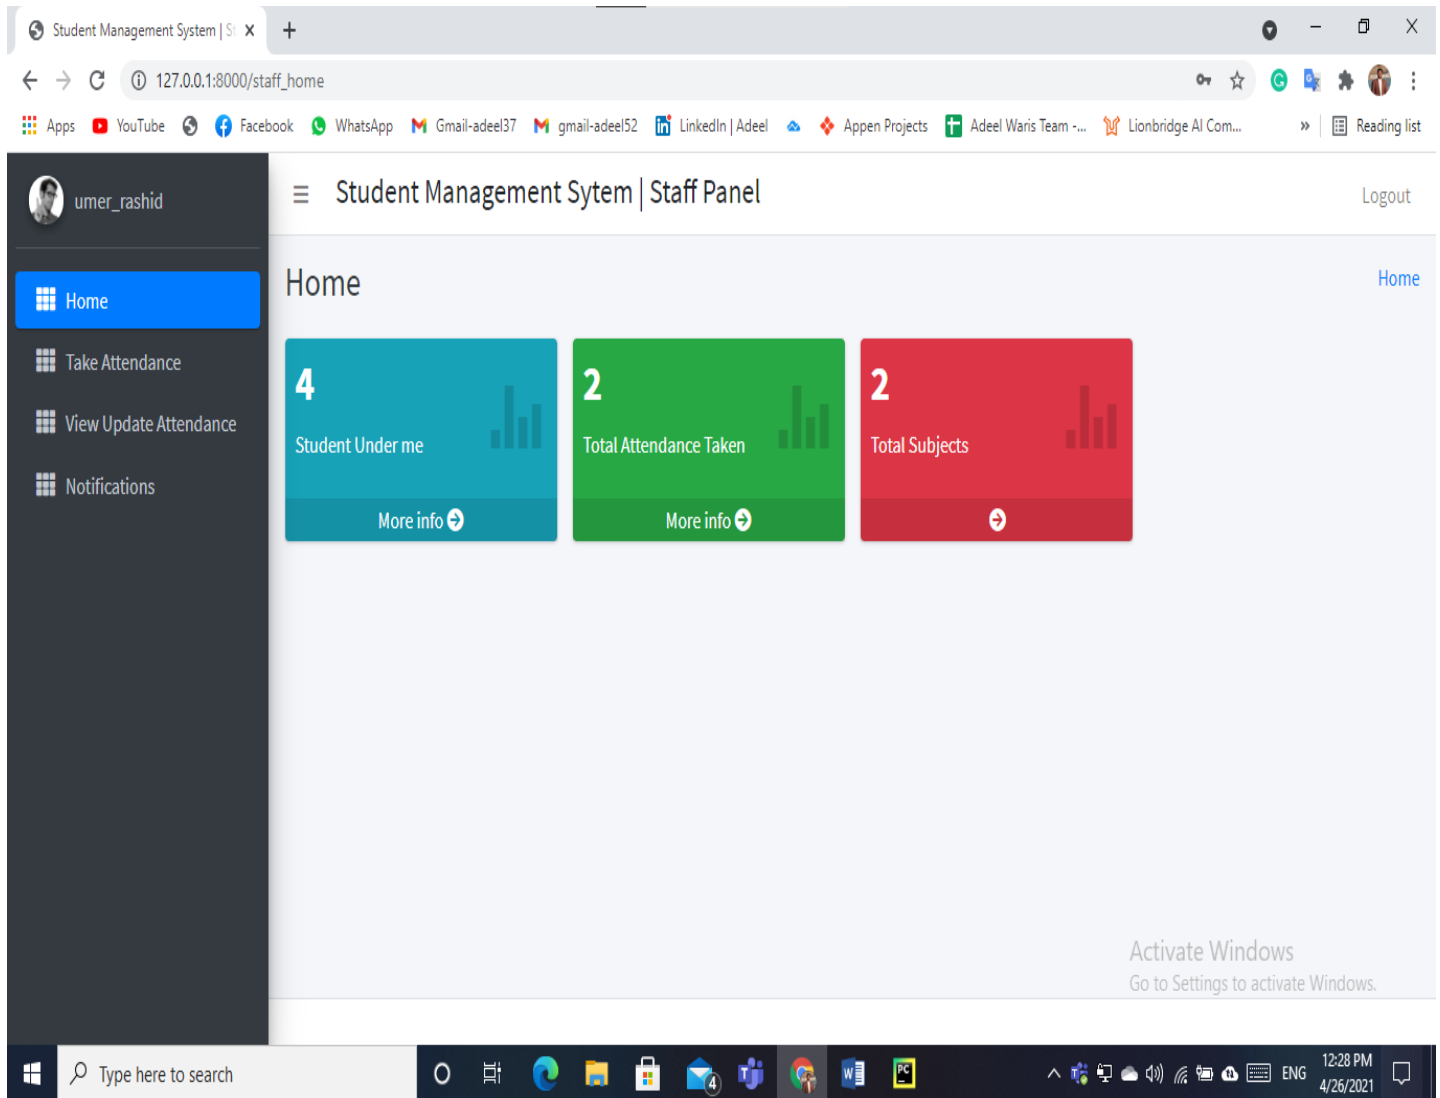 Student Management System | St
127.0.0.1:8000/staff_home
Apps YouTube Facebook WhatsApp Gmail-adeel37 gmail-adeel52 LinkedIn | Adeel Appen Projects Adeel Waris Team -... Lionbridge AI Com... » Reading list
umer_rashid
Student Management Sytem | Staff Panel
Logout
Home
Take Attendance
View Update Attendance
Notifications
Home
Home
4
Student Under me
More info
2
Total Attendance Taken
More info
2
Total Subjects
Activate Windows
Go to Settings to activate Windows.
Type here to search
4
ENG
12:28 PM
4/26/2021